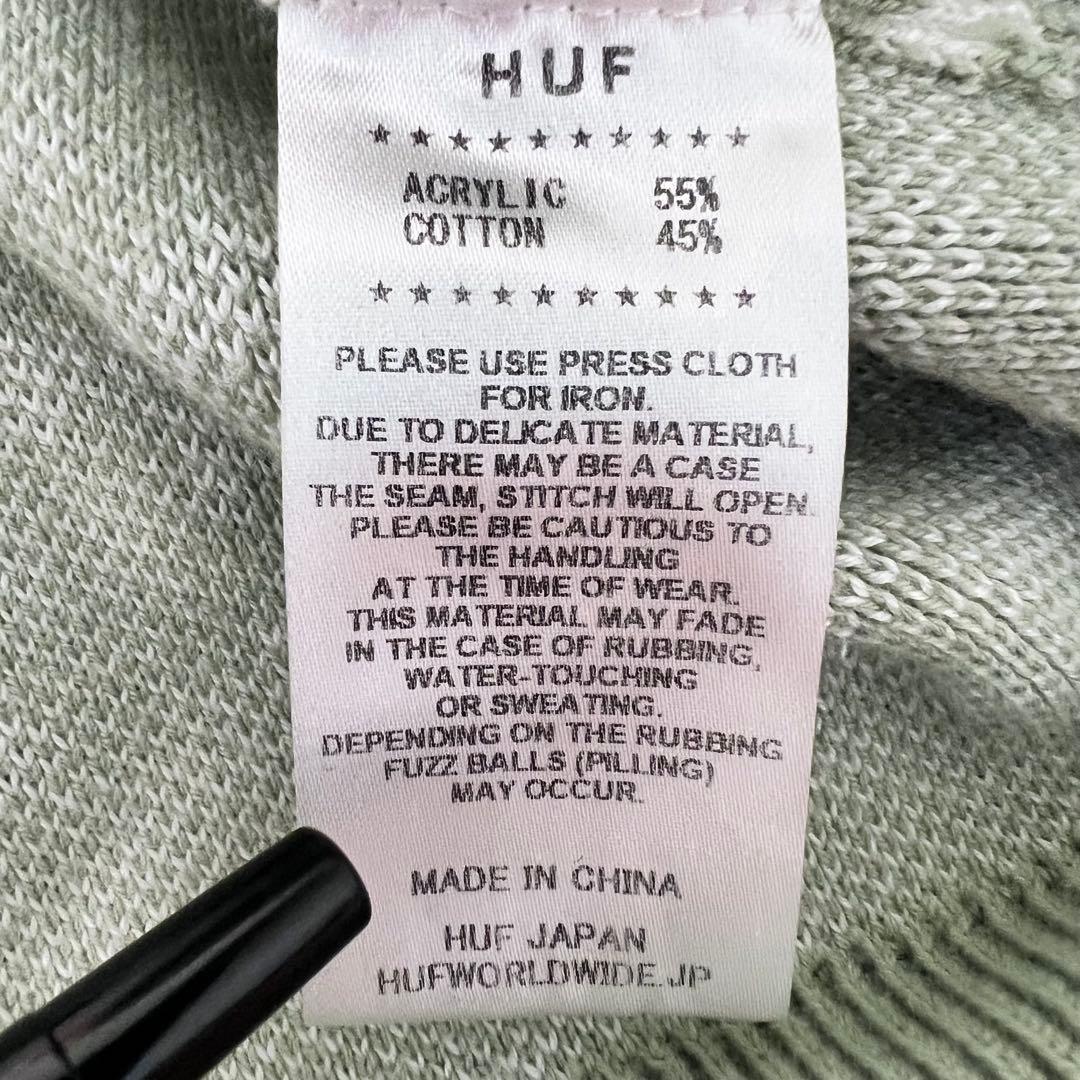 HUF
ACRYLIC 55%
COTTON 45%
PLEASE USE PRESS CLOTH
FOR IRON.
DUE TO DELICATE MATERIAL,
THERE MAY BE A CASE
THE SEAM, STITCH WILL OPEN.
PLEASE BE CAUTIOUS TO
THE HANDLING
AT THE TIME OF WEAR.
THIS MATERIAL MAY FADE
IN THE CASE OF RUBBING,
WATER-TOUCHING
OR SWEATING.
DEPENDING ON THE RUBBING
FUZZ BALLS (PILLING)
MAY OCCUR.
MADE IN CHINA
HUF JAPAN
HUFWORLDWIDE.JP